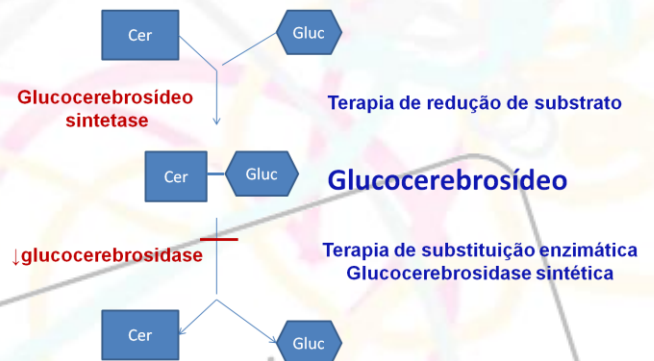 Cer
Gluc
Glucocerebrosídeo
sintetase
Terapia de redução de substrato
Cer
Gluc
Glucocerebrosídeo
↓glucocerebrosidase
Terapia de substituição enzimática
Glucocerebrosidase sintética
Cer
Gluc